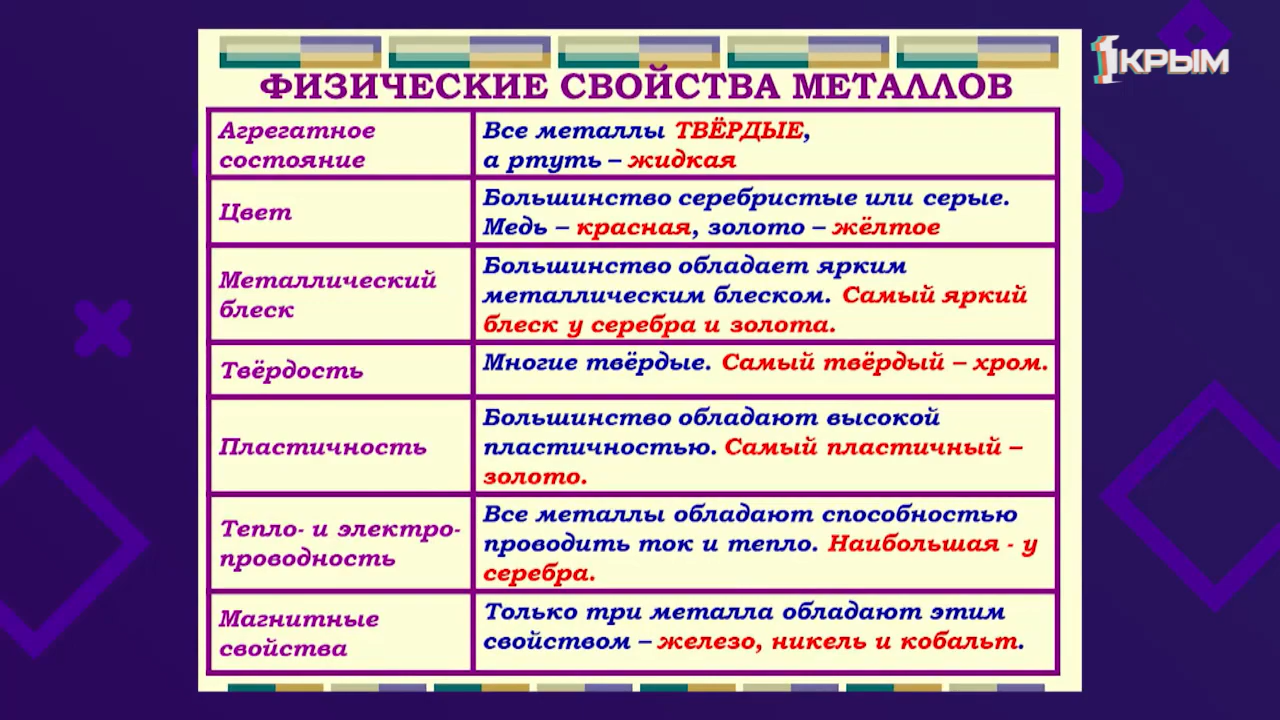 1 КРЫМ
ФИЗИЧЕСКИЕ СВОЙСТВА МЕТАЛЛОВ
Агрегатное
состояние
Все металлы ТВЁРДЫЕ,
а ртуть – жидкая
Цвет
Большинство серебристые или серые.
Медь – красная, золото – жёлтое
Металлический
блеск
Большинство обладает ярким
металлическим блеском. Самый яркий
блеск у серебра и золота.
Твёрдость
Многие твёрдые. Самый твёрдый – хром.
Пластичность
Большинство обладают высокой
пластичностью. Самый пластичный –
золото.
Тепло- и электро-
проводность
Все металлы обладают способностью
проводить ток и тепло. Наибольшая - у
серебра.
Магнитные
свойства
Только три металла обладают этим
свойством – железо, никель и кобальт.